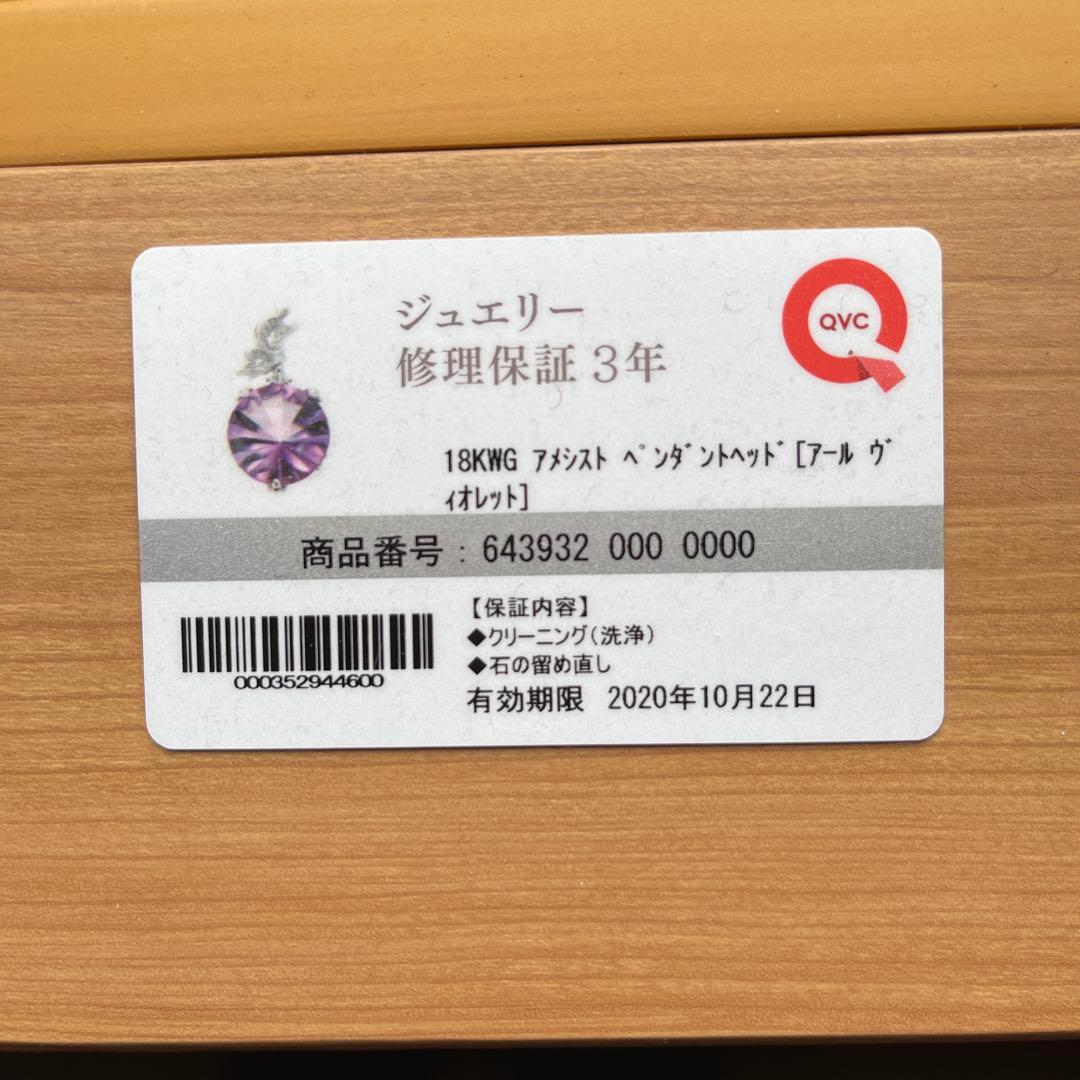 ジュエリー
修理保証3年
QVC
18KWG ｱﾒｼｽﾄ ﾍﾟﾝﾀﾞﾝﾄﾍｯﾄﾞ[ｱｰﾙ ｳﾞ
ｨｵﾚｯﾄ]
商品番号 : 643932 000 0000
000352944600
【保証内容】
◆クリーニング(洗浄)
◆石の留め直し
有効期限 2020年10月22日